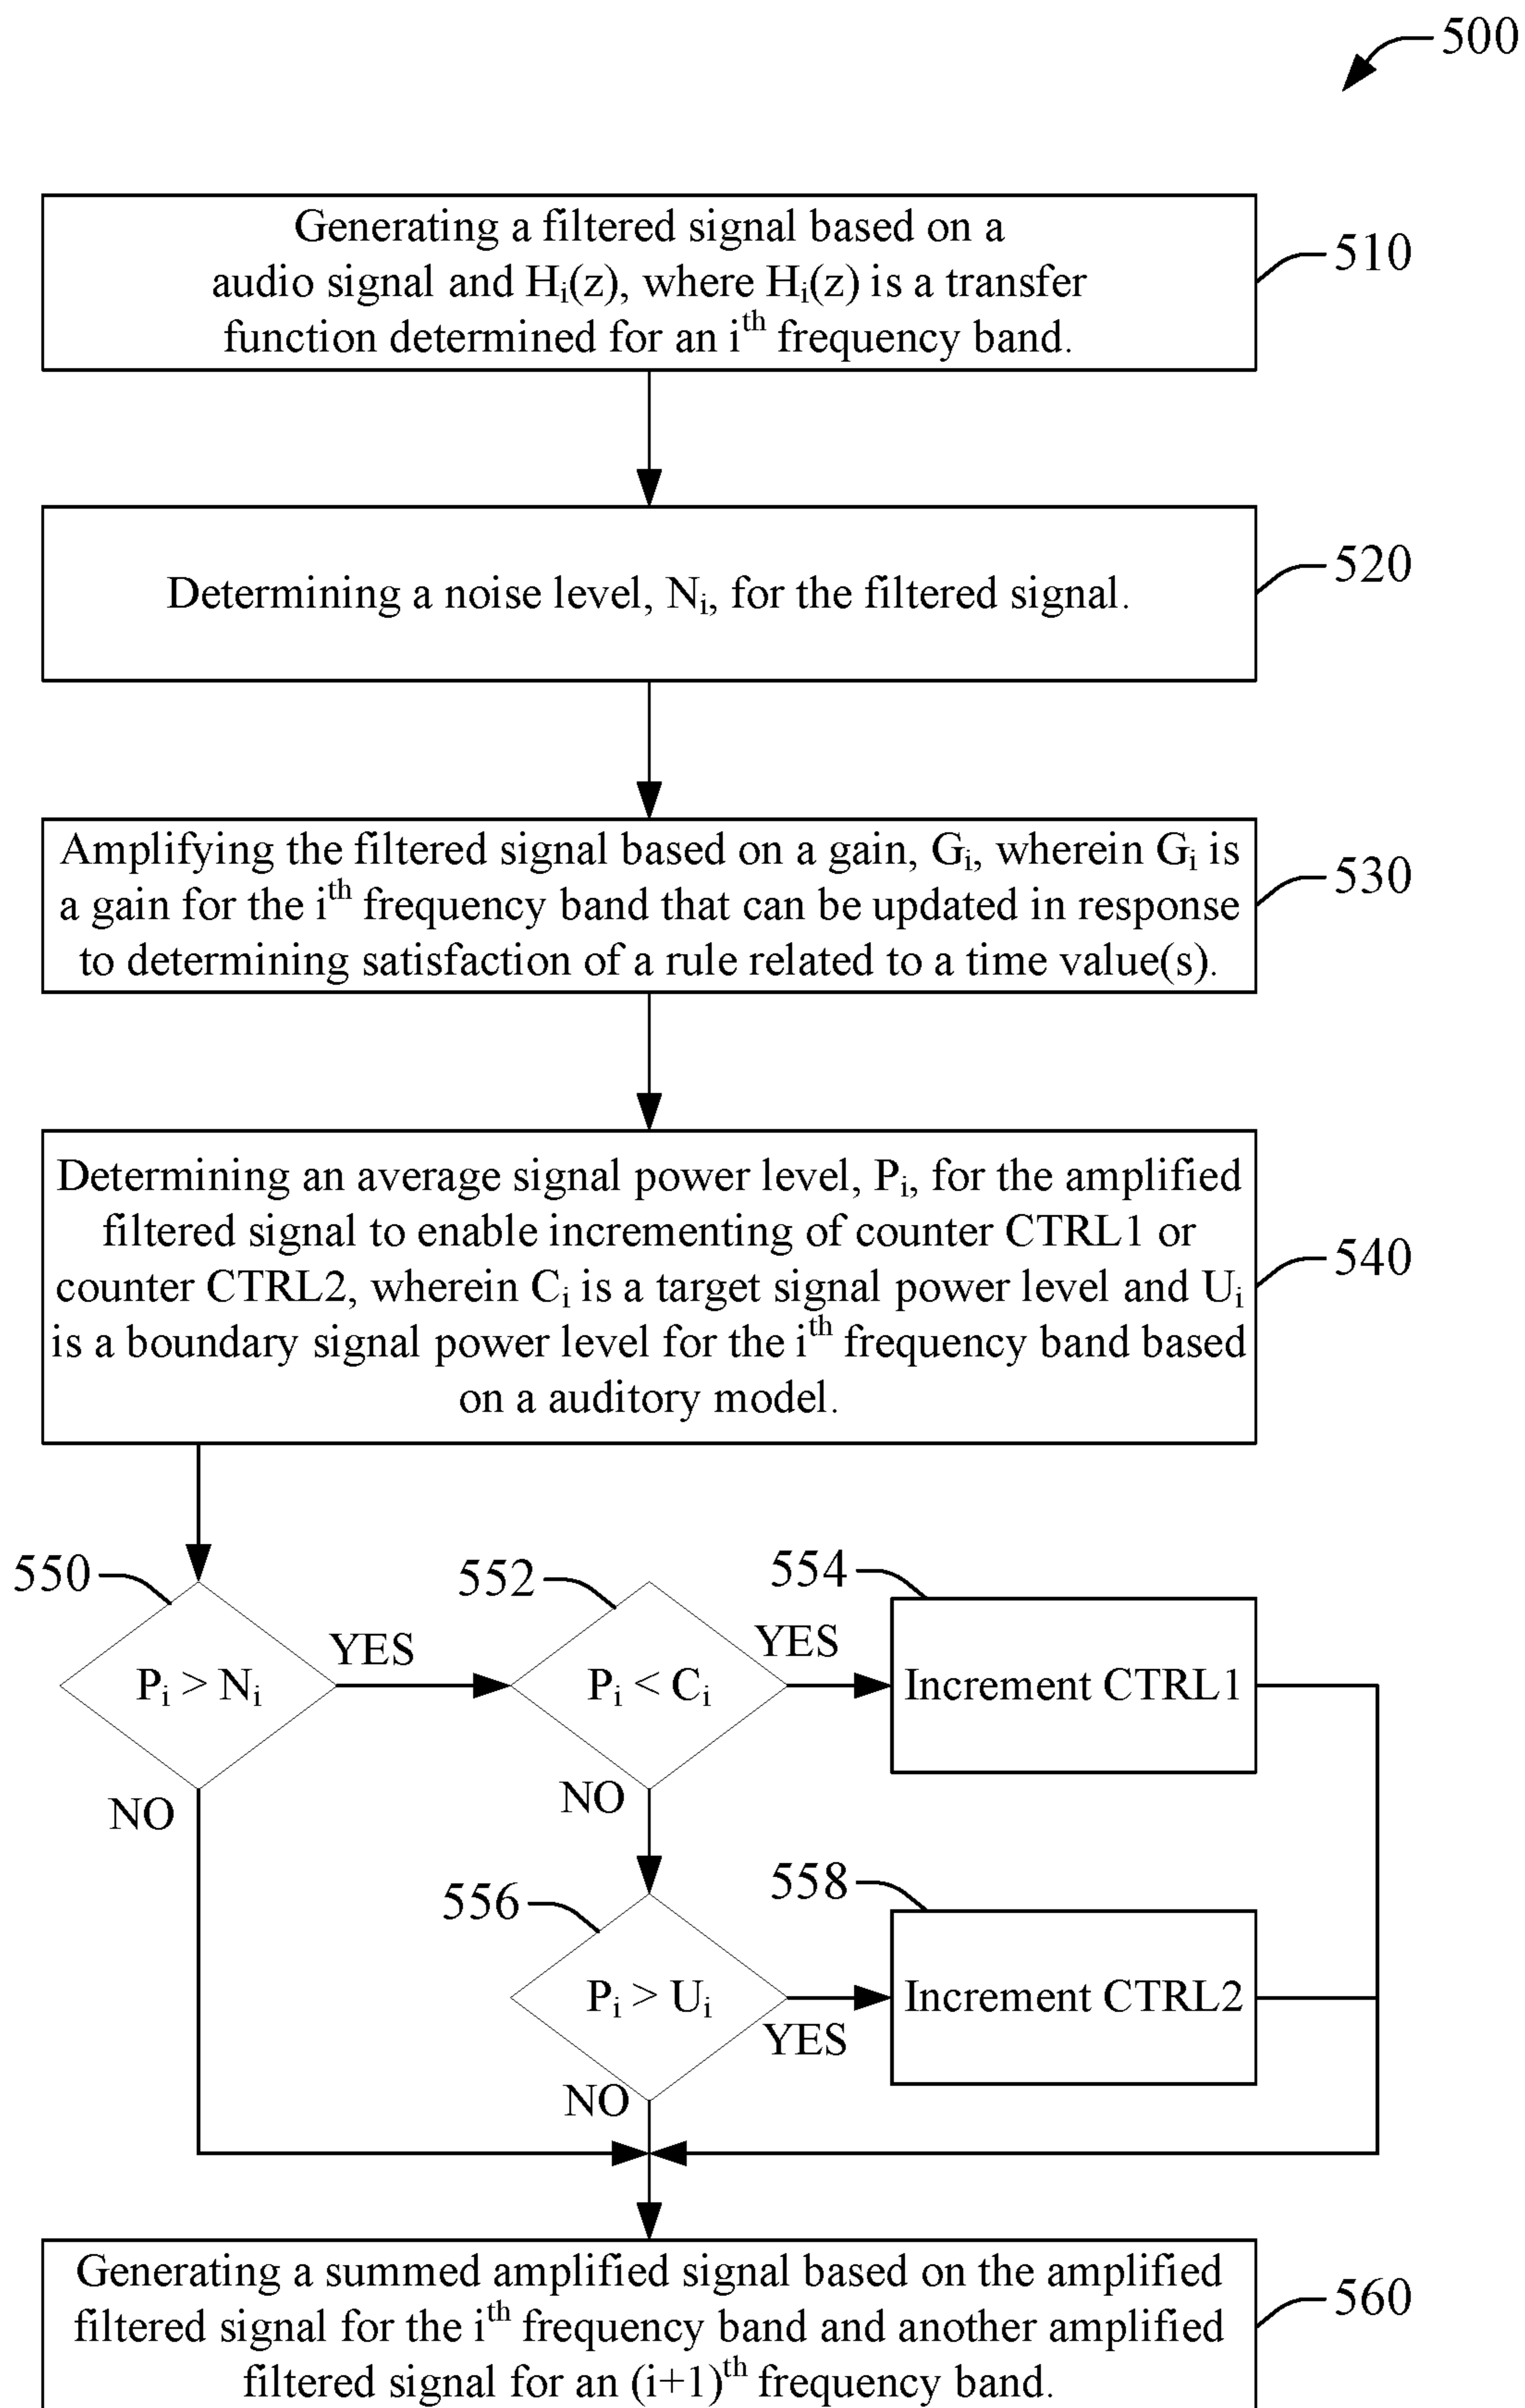 500
Generating a filtered signal based on a
audio signal and Hi(z), where Hi(z) is a transfer
function determined for an ith frequency band.
510
Determining a noise level, Ni, for the filtered signal.
520
Amplifying the filtered signal based on a gain, Gi, wherein Gi is
a gain for the ith frequency band that can be updated in response
to determining satisfaction of a rule related to a time value(s).
530
Determining an average signal power level, Pi, for the amplified
filtered signal to enable incrementing of counter CTRL1 or
counter CTRL2, wherein Ci is a target signal power level and Ui
is a boundary signal power level for the ith frequency band based
on a auditory model.
540
550
552
554
Pi > Ni
YES
Pi < Ci
YES
Increment CTRL1
NO
NO
556
558
Pi > Ui
YES
Increment CTRL2
NO
Generating a summed amplified signal based on the amplified
filtered signal for the ith frequency band and another amplified
filtered signal for an (i+1)th frequency band.
560